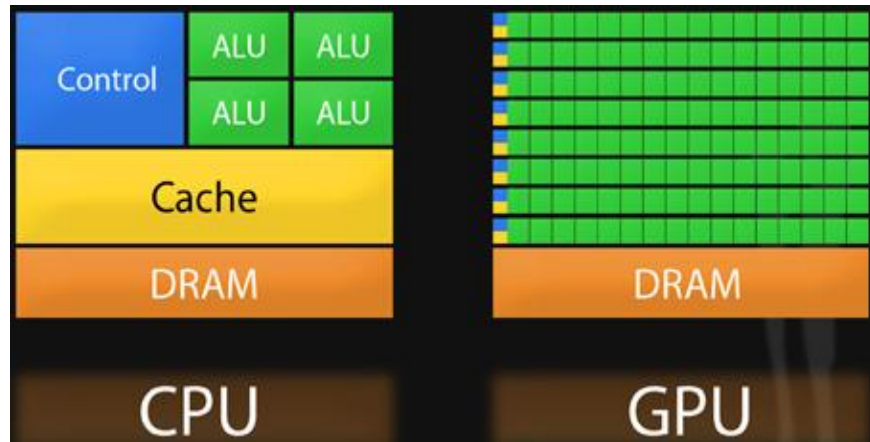 Control
ALU ALU
ALU ALU
Cache
DRAM
CPU
DRAM
GPU